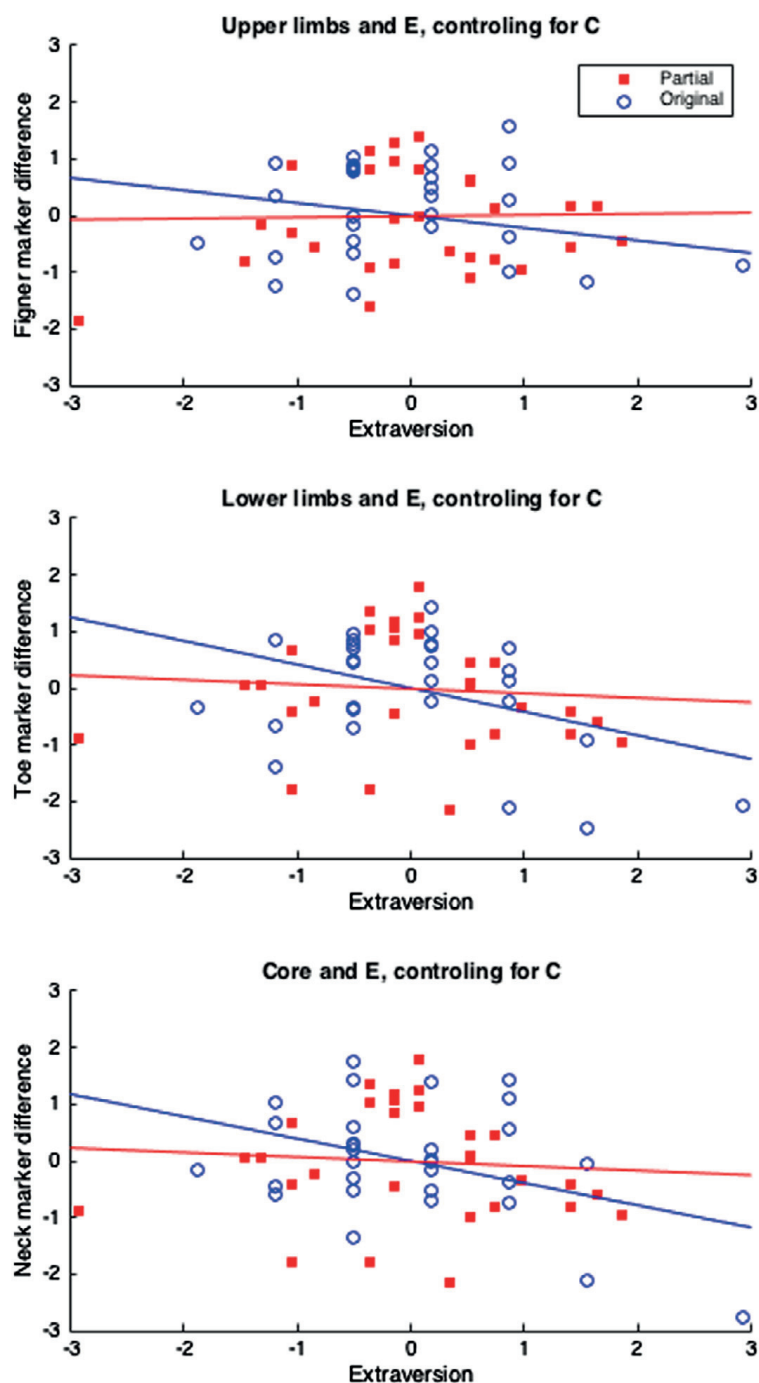 Upper limbs and E, controling for C
3
2
1
0
-1
-2
-3
Figner marker difference
Partial
Original
-3 -2 -1 0 1 2 3
Extraversion
Lower limbs and E, controling for C
3
2
1
0
-1
-2
-3
Toe marker difference
-3 -2 -1 0 1 2 3
Extraversion
Core and E, controling for C
3
2
1
0
-1
-2
-3
Neck marker difference
-3 -2 -1 0 1 2 3
Extraversion